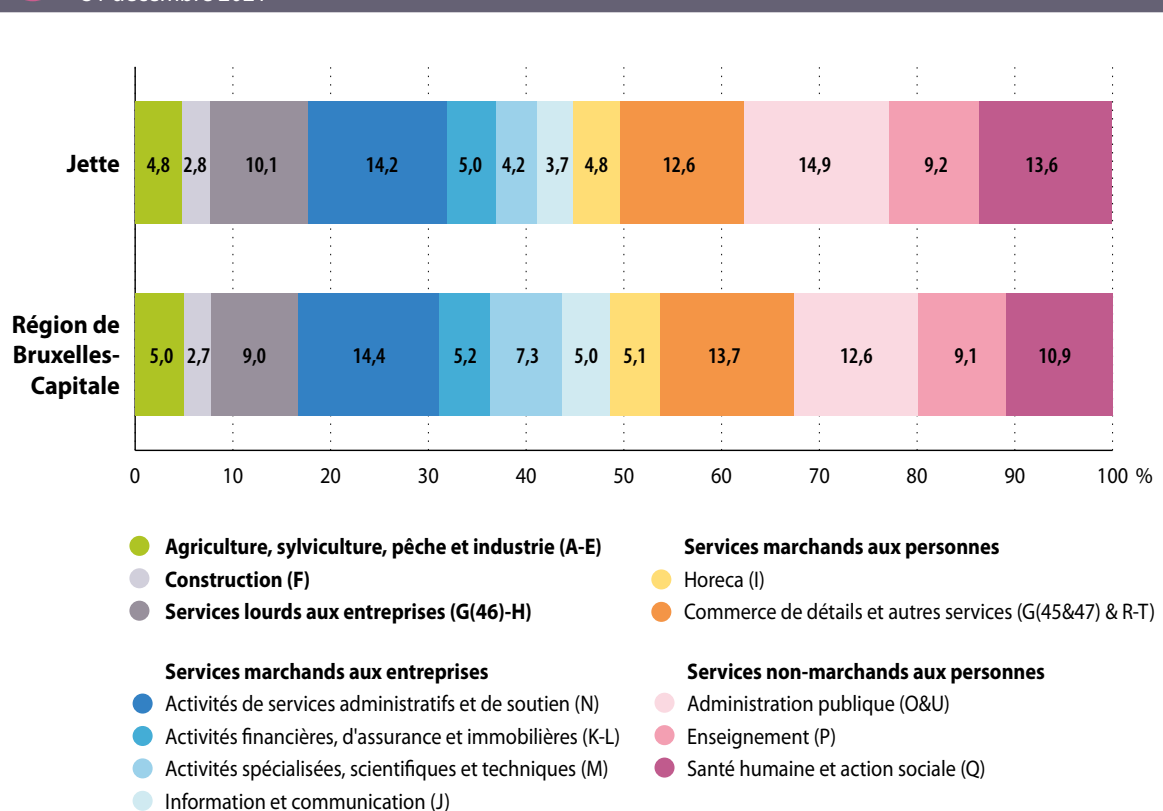 31 décembre 2021
Jette
4,8 2,8 10,1 14,2 5,0 4,2 3,7 4,8 12,6 14,9 9,2 13,6
Région de
Bruxelles-
Capitale
5,0 2,7 9,0 14,4 5,2 7,3 5,0 5,1 13,7 12,6 9,1 10,9
0 10 20 30 40 50 60 70 80 90 100 %
Agriculture, sylviculture, pêche et industrie (A-E)
Construction (F)
Services lourds aux entreprises (G(46)-H)
Services marchands aux entreprises
Activités de services administratifs et de soutien (N)
Activités financières, d'assurance et immobilières (K-L)
Activités spécialisées, scientifiques et techniques (M)
Information et communication (J)
Services marchands aux personnes
Horeca (I)
Commerce de détails et autres services (G(45&47) & R-T)
Services non-marchands aux personnes
Administration publique (O&U)
Enseignement (P)
Santé humaine et action sociale (Q)